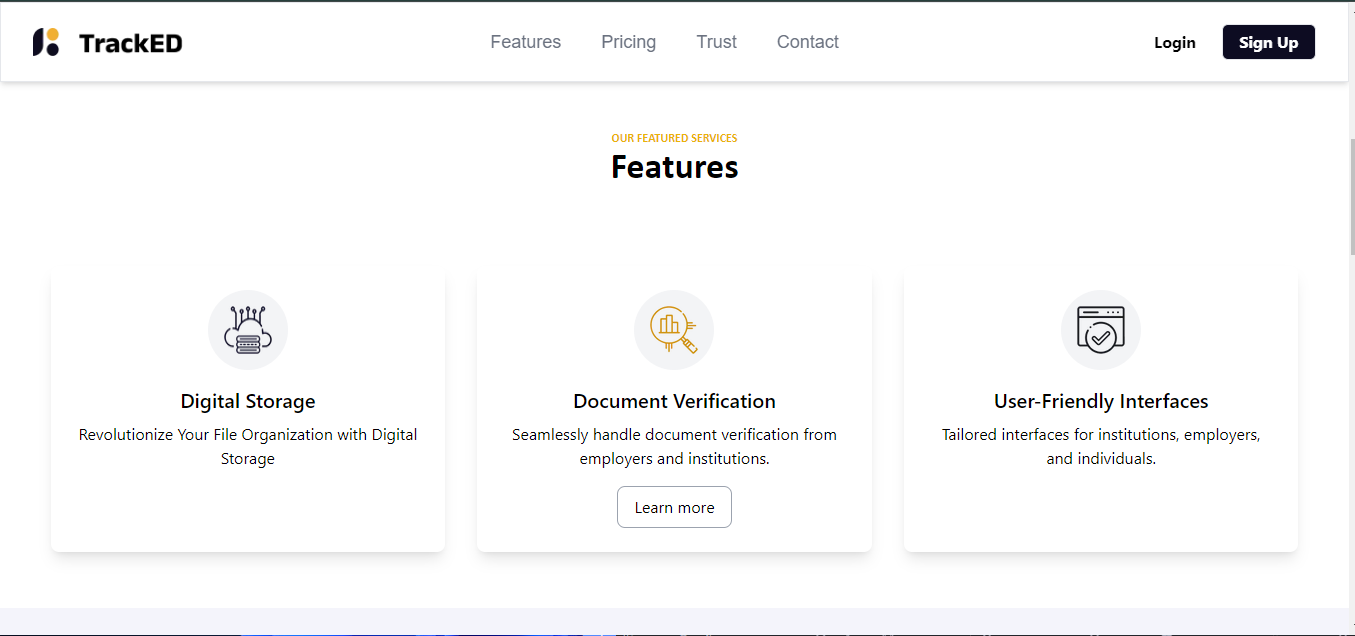 TrackED
Features
Pricing
Trust
Contact
Login
Sign Up
OUR FEATURED SERVICES
Features
Digital Storage
Revolutionize Your File Organization with Digital
Storage
Document Verification
Seamlessly handle document verification from
employers and institutions.
Learn more
User-Friendly Interfaces
Tailored interfaces for institutions, employers,
and individuals.